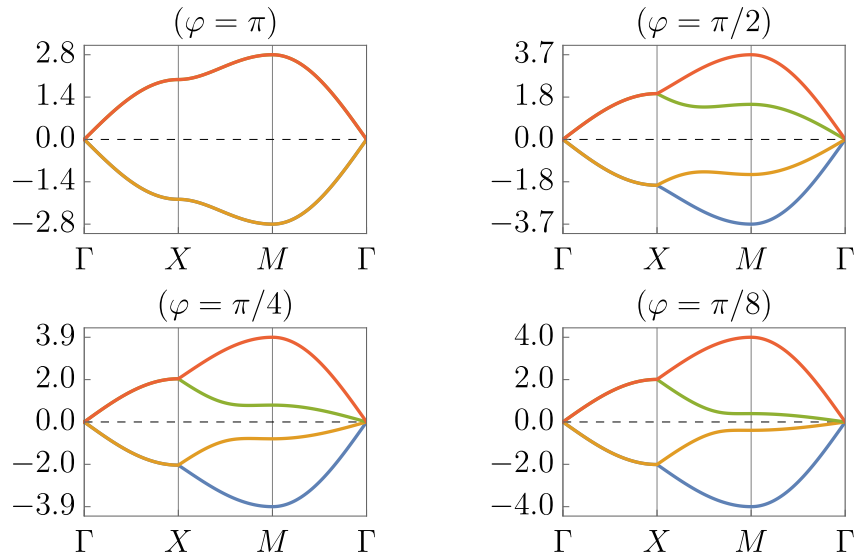 (φ = π)
2.8
1.4
0.0
−1.4
−2.8
Γ X M Γ
(φ = π/2)
3.7
1.8
0.0
−1.8
−3.7
Γ X M Γ
(φ = π/4)
3.9
2.0
0.0
−2.0
−3.9
Γ X M Γ
(φ = π/8)
4.0
2.0
0.0
−2.0
−4.0
Γ X M Γ